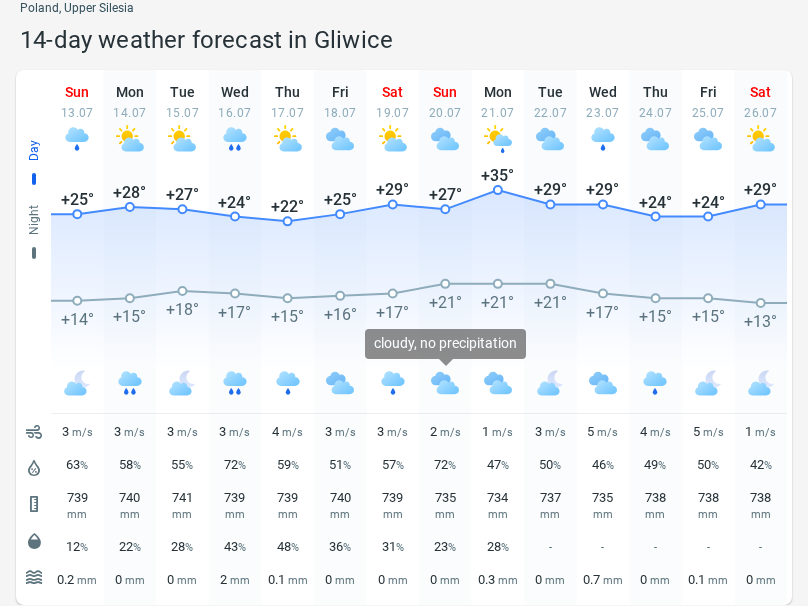 Poland, Upper Silesia
14-day weather forecast in Gliwice
Sun Mon Tue Wed Thu Fri Sat Sun Mon Tue Wed Thu Fri Sat
13.07 14.07 15.07 16.07 17.07 18.07 19.07 20.07 21.07 22.07 23.07 24.07 25.07 26.07
Day
+25° +28° +27° +24° +22° +25° +29° +27° +35° +29° +29° +24° +24° +29°
Night
+14° +15° +18° +17° +15° +16° +17° +21° +21° +21° +17° +15° +15° +13°
cloudy, no precipitation
3 m/s 3 m/s 3 m/s 3 m/s 4 m/s 3 m/s 3 m/s 2 m/s 1 m/s 3 m/s 5 m/s 4 m/s 5 m/s 1 m/s
63% 58% 55% 72% 59% 51% 57% 72% 47% 50% 46% 49% 50% 42%
739 740 741 739 739 740 739 735 734 737 735 738 738 738
mm mm mm mm mm mm mm mm mm mm mm mm mm mm
12% 22% 28% 43% 48% 36% 31% 23% 28% - - - - -
0.2 mm 0 mm 0 mm 2 mm 0.1 mm 0 mm 0 mm 0 mm 0.3 mm 0 mm 0.7 mm 0 mm 0.1 mm 0 mm